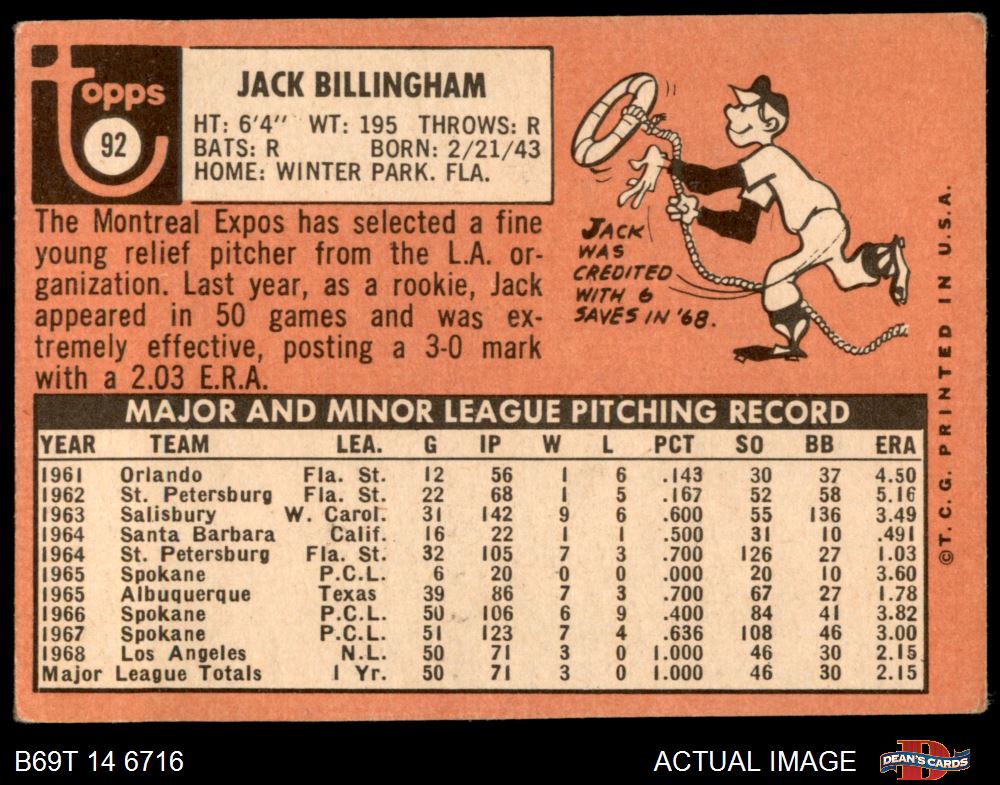 topps
92
JACK BILLINGHAM
HT: 6'4" WT: 195 THROWS: R
BATS: R BORN: 2/21/43
HOME: WINTER PARK. FLA.
The Montreal Expos has selected a fine
young relief pitcher from the L.A. or-
ganization. Last year, as a rookie, Jack
appeared in 50 games and was ex-
tremely effective, posting a 3-0 mark
with a 2.03 E.R.A.
JACK
WAS
CREDITED
WITH 6
SAVES IN '68.
©T. C. G. PRINTED IN U.S.A.
MAJOR AND MINOR LEAGUE PITCHING RECORD
YEAR TEAM LEA. G IP W L PCT SO BB ERA
1961 Orlando Fla. St. 12 56 1 6 .143 30 37 4.50
1962 St. Petersburg Fla. St. 22 68 1 5 .167 52 58 5.16
1963 Salisbury W. Carol. 31 142 9 6 .600 55 136 3.49
1964 Santa Barbara Calif. 16 22 1 1 .500 31 10 .491
1964 St. Petersburg Fla. St. 32 105 7 3 .700 126 27 1.03
1965 Spokane P.C.L. 6 20 0 0 .000 20 10 3.60
1965 Albuquerque Texas 39 86 7 3 .700 67 27 1.78
1966 Spokane P.C.L. 50 106 6 9 .400 84 41 3.82
1967 Spokane P.C.L. 51 123 7 4 .636 108 46 3.00
1968 Los Angeles N.L. 50 71 3 0 1.000 46 30 2.15
Major League Totals 1 Yr. 50 71 3 0 1.000 46 30 2.15
B69T 14 6716 ACTUAL IMAGE
D
DEAN'S CARDS